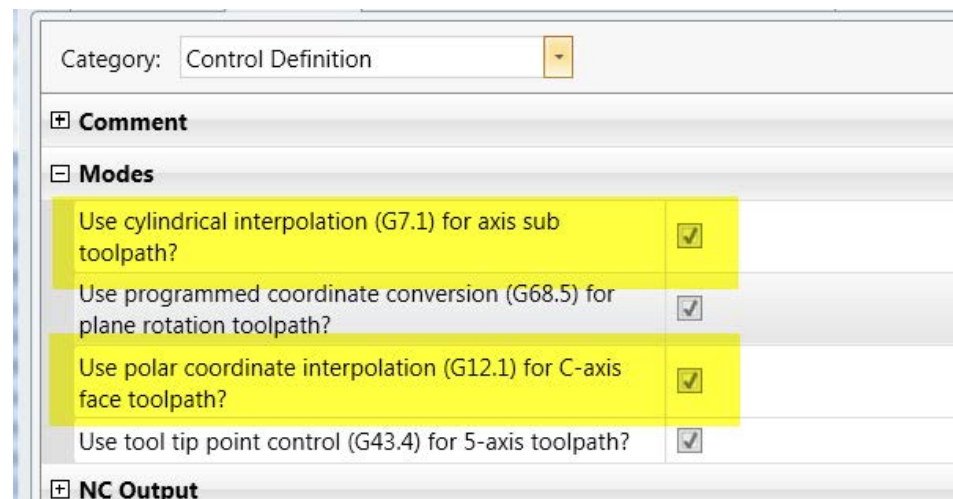 Category: Control Definition
Comment
Modes
Use cylindrical interpolation (G7.1) for axis sub
toolpath?
Use programmed coordinate conversion (G68.5) for
plane rotation toolpath?
Use polar coordinate interpolation (G12.1) for C-axis
face toolpath?
Use tool tip point control (G43.4) for 5-axis toolpath?
NC Output